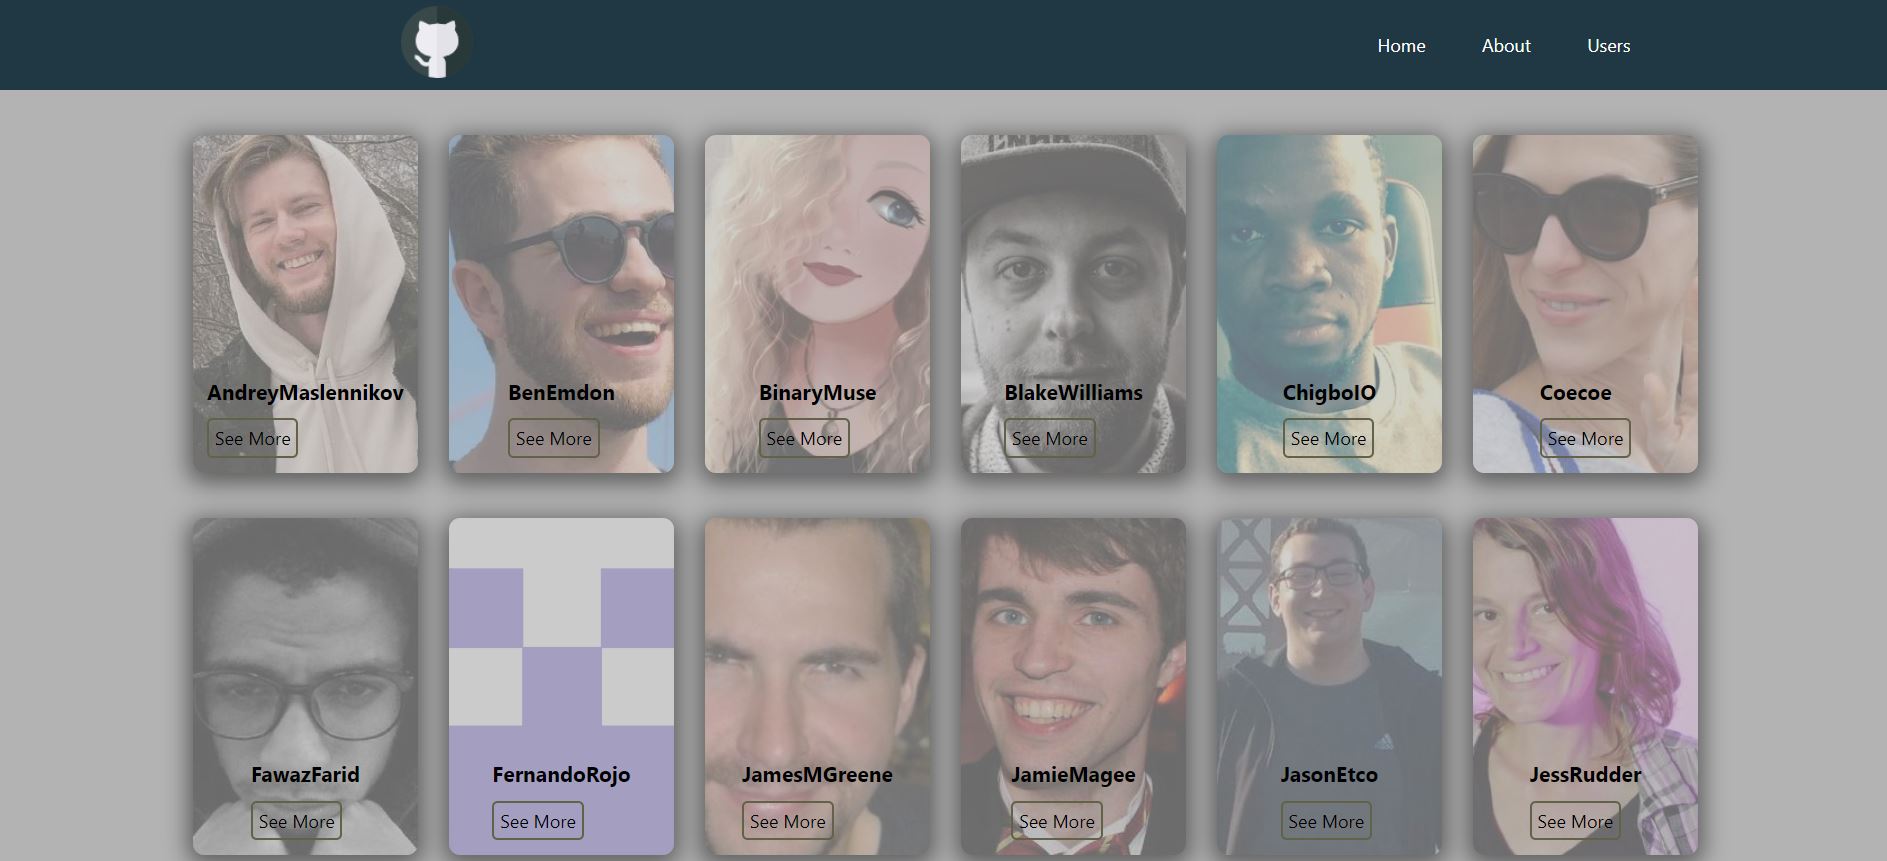 Home About Users
AndreyMaslennikov
See More
BenEmdon
See More
BinaryMuse
See More
BlakeWilliams
See More
ChigboIO
See More
Coecoe
See More
FawazFarid
See More
FernandoRojo
See More
JamesMGreene
See More
JamieMagee
See More
JasonEtco
See More
JessRudder
See More